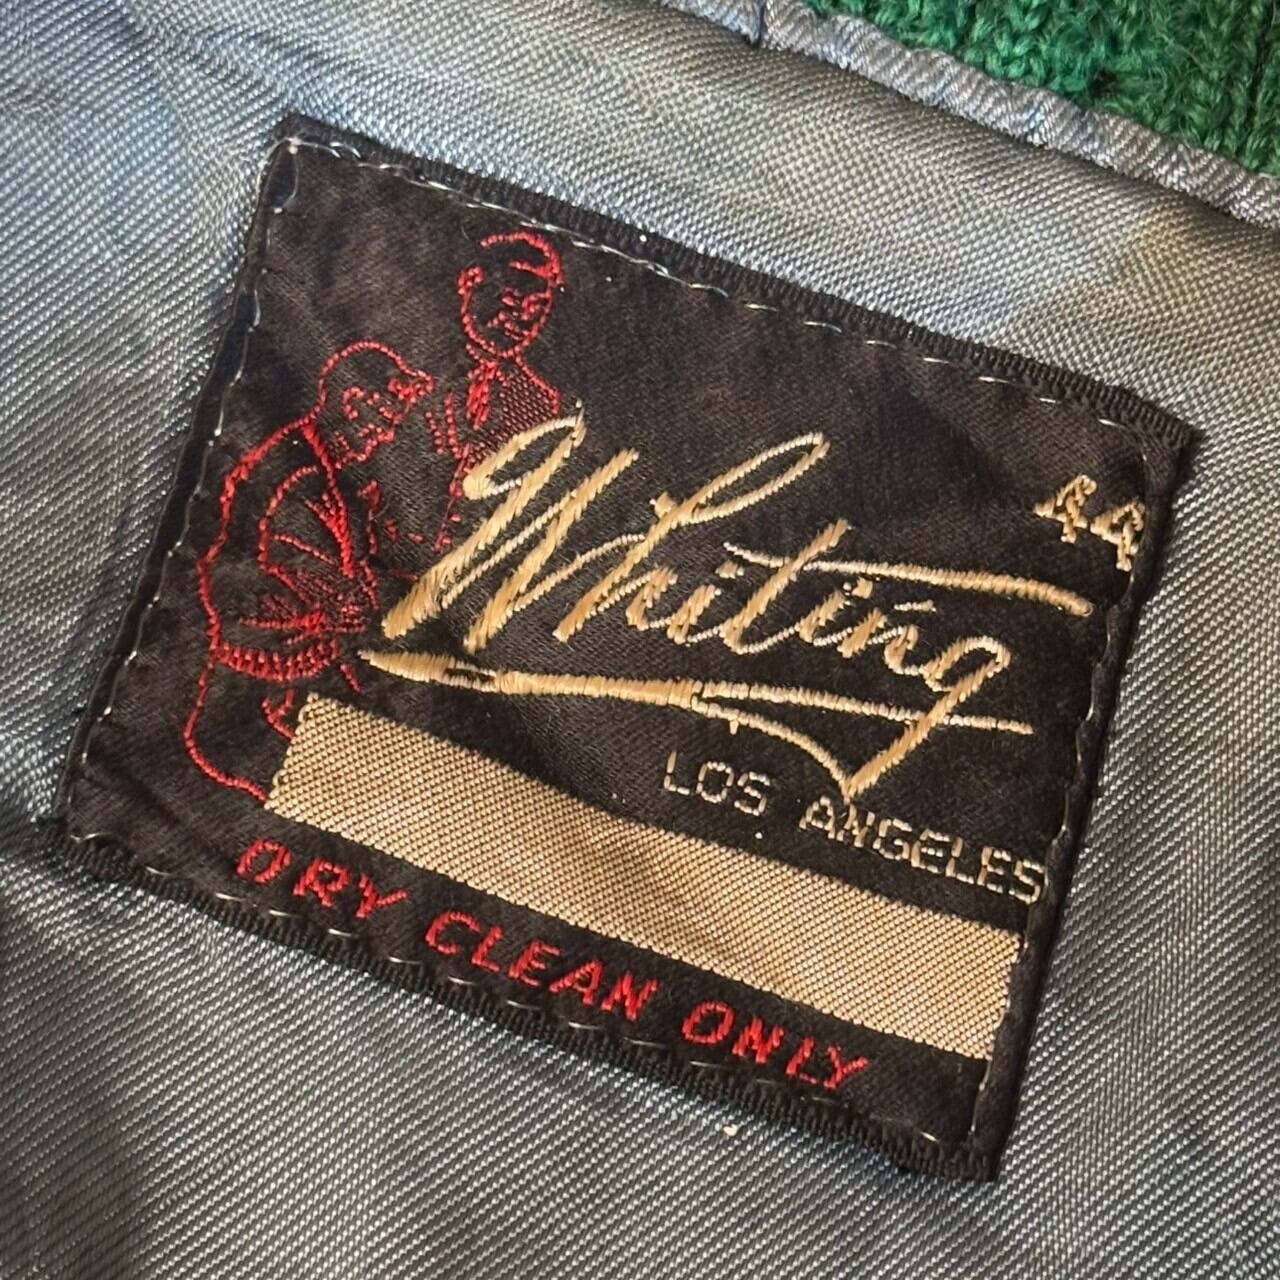 44
Whiting
LOS ANGELES
DRY CLEAN ONLY